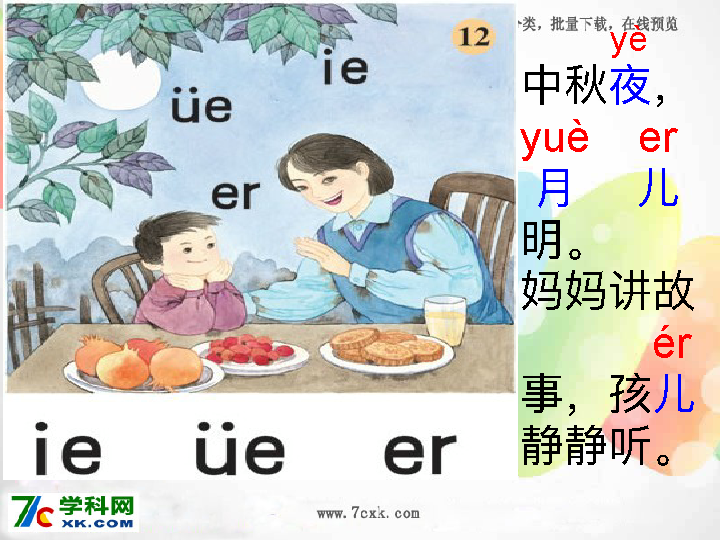 分类，批量下载，在线预览
12
ie
üe
er
yè
中秋夜，
yuè er
月 儿
明。
妈妈讲故
ér
事，孩儿
静静听。
ie üe er
学科网
XK.COM
www.7cxk.com